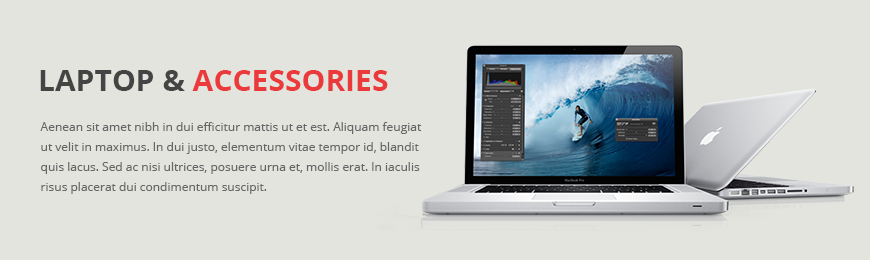 LAPTOP & ACCESSORIES
Aenean sit amet nibh in dui efficitur mattis ut et est. Aliquam feugiat
ut velit in maximus. In dui justo, elementum vitae tempor id, blandit
quis lacus. Sed ac nisi ultrices, posuere urna et, mollis erat. In iaculis
risus placerat dui condimentum suscipit.
MacBook Pro